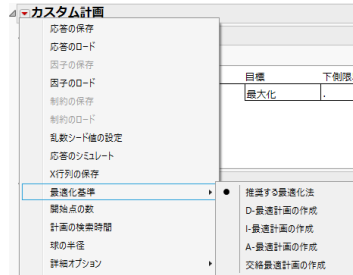 カスタム計画
応答の保存
応答のロード
因子の保存
因子のロード
制約の保存
制約のロード
乱数シード値の設定
応答のシミュレート
X行列の保存
最適化基準
開始点の数
計画の検索時間
球の半径
詳細オプション
目標
下側限
最大化
.
推奨する最適化法
D-最適計画の作成
I-最適計画の作成
A-最適計画の作成
交絡最適計画の作成